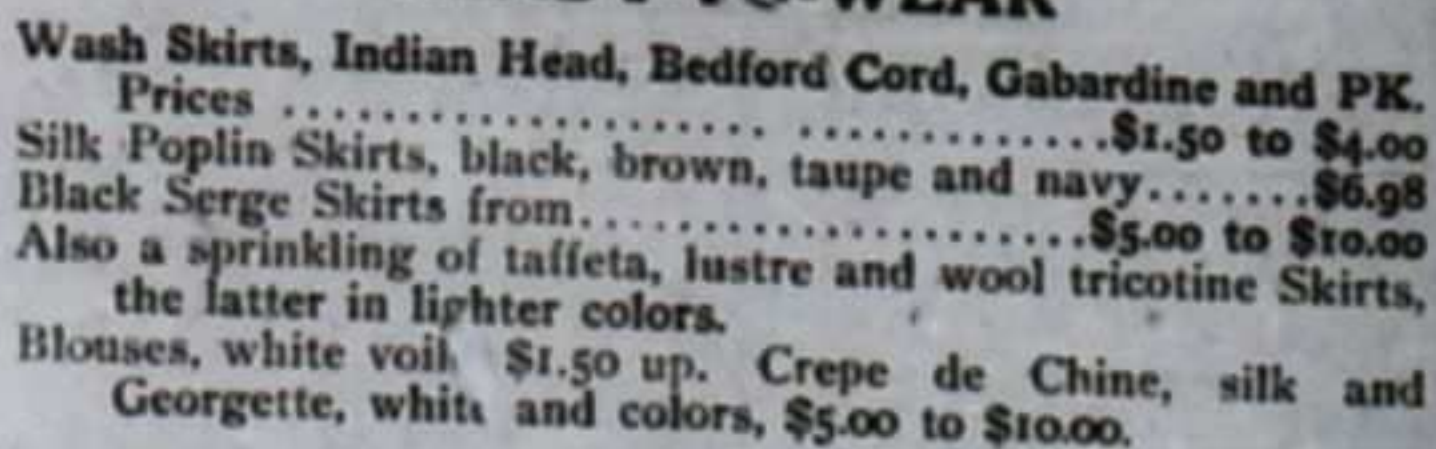 TO-WEAR
Wash Skirts, Indian Head, Bedford Cord, Gabardine and PK.
Prices .................... ..............$1.50 to $4.00
Silk Poplin Skirts, black, brown, taupe and navy.......$6.98
Black Serge Skirts from......................$5.00 to $10.00
Also a sprinkling of taffeta, lustre and wool tricotine Skirts,
the latter in lighter colors.
Blouses, white $1.50 up. Crepe de Chine, silk and
Georgette, and colors, $5.00 to $10.00.